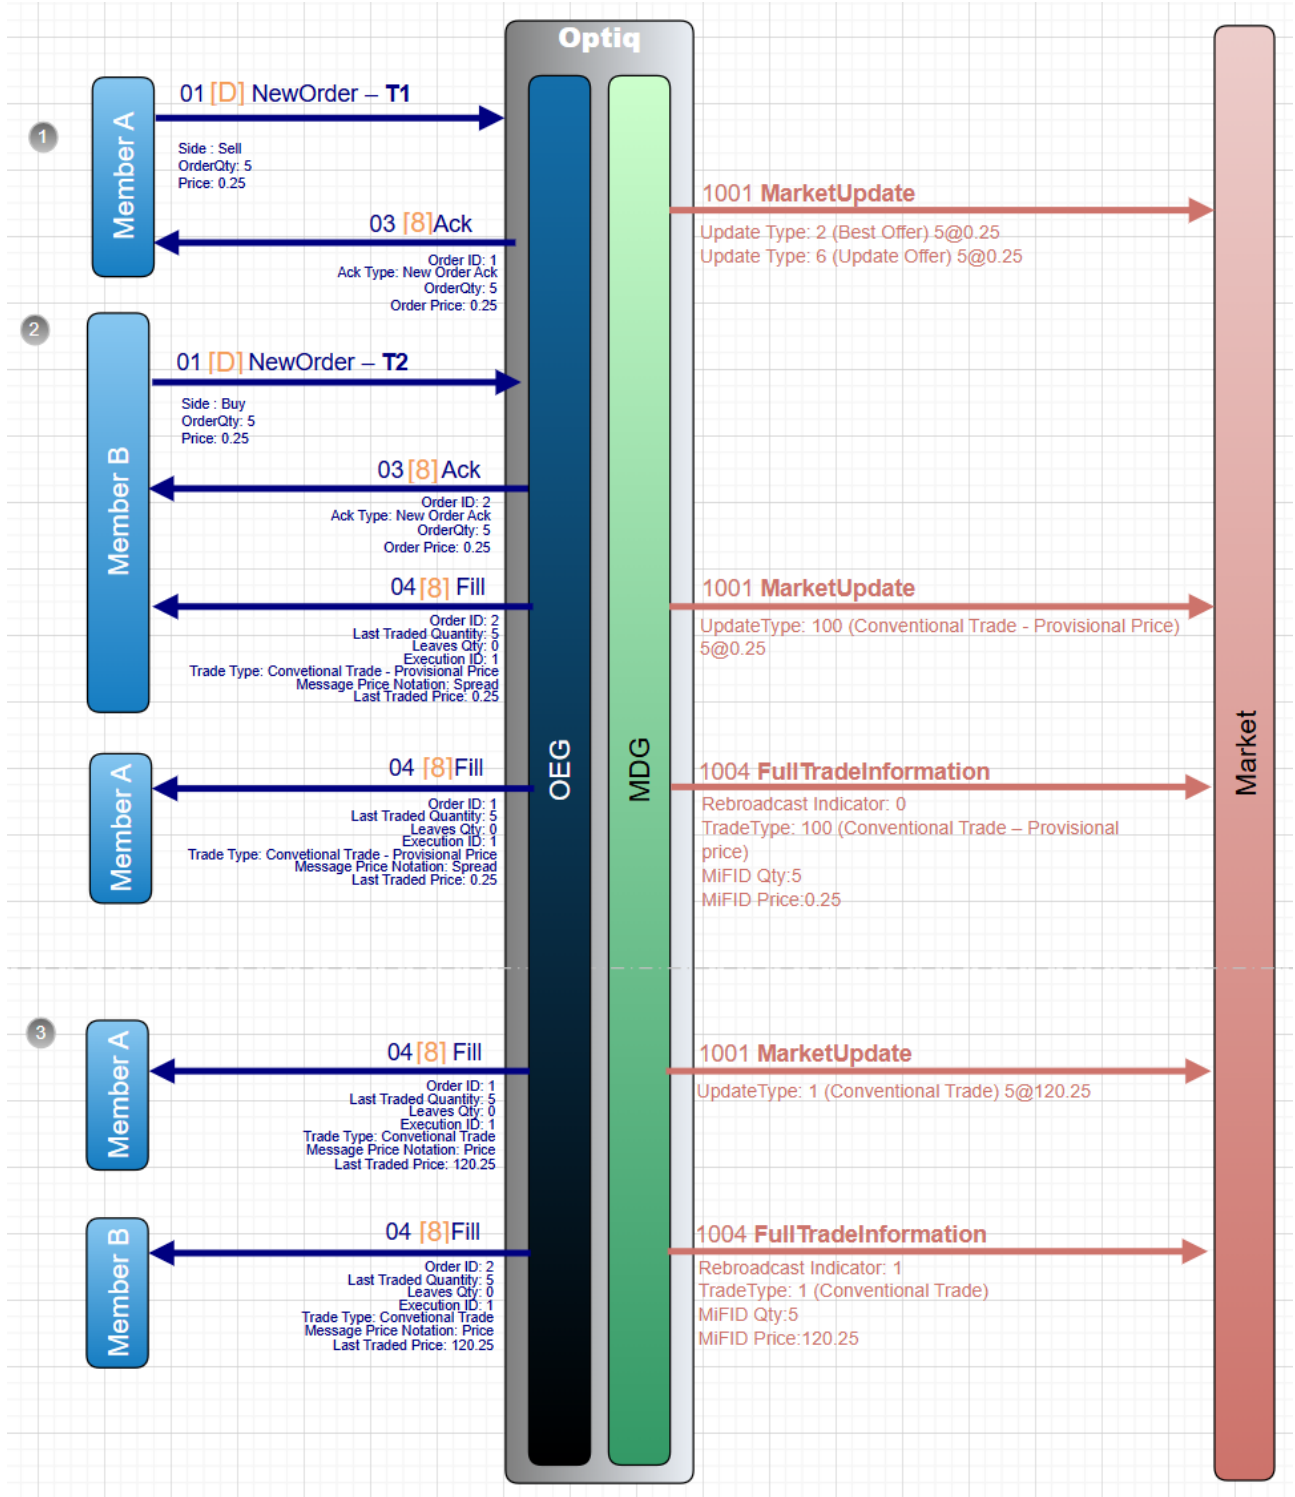 Optiq
1
Member A
01 [D] NewOrder – T1
Side : Sell
OrderQty: 5
Price: 0.25
03 [8]Ack
Order ID: 1
Ack Type: New Order Ack
OrderQty: 5
Order Price: 0.25
1001 MarketUpdate
Update Type: 2 (Best Offer) 5@0.25
Update Type: 6 (Update Offer) 5@0.25
2
Member B
01 [D] NewOrder – T2
Side : Buy
OrderQty: 5
Price: 0.25
03 [8] Ack
Order ID: 2
Ack Type: New Order Ack
OrderQty: 5
Order Price: 0.25
04 [8] Fill
Order ID: 2
Last Traded Quantity: 5
Leaves Qty: 0
Execution ID: 1
Trade Type: Convetional Trade - Provisional Price
Message Price Notation: Spread
Last Traded Price: 0.25
1001 MarketUpdate
UpdateType: 100 (Conventional Trade - Provisional Price)
5@0.25
Member A
04 [8]Fill
Order ID: 1
Last Traded Quantity: 5
Leaves Qty: 0
Execution ID: 1
Trade Type: Convetional Trade - Provisional Price
Message Price Notation: Spread
Last Traded Price: 0.25
OEG
MDG
1004 FullTradeInformation
Rebroadcast Indicator: 0
TradeType: 100 (Conventional Trade – Provisional
price)
MiFID Qty:5
MiFID Price:0.25
Market
3
Member A
04 [8] Fill
Order ID: 1
Last Traded Quantity: 5
Leaves Qty: 0
Execution ID: 1
Trade Type: Convetional Trade
Message Price Notation: Price
Last Traded Price: 120.25
1001 MarketUpdate
UpdateType: 1 (Conventional Trade) 5@120.25
Member B
04 [8]Fill
Order ID: 2
Last Traded Quantity: 5
Leaves Qty: 0
Execution ID: 1
Trade Type: Convetional Trade
Message Price Notation: Price
Last Traded Price: 120.25
1004 FullTradeInformation
Rebroadcast Indicator: 1
TradeType: 1 (Conventional Trade)
MiFID Qty:5
MiFID Price:120.25